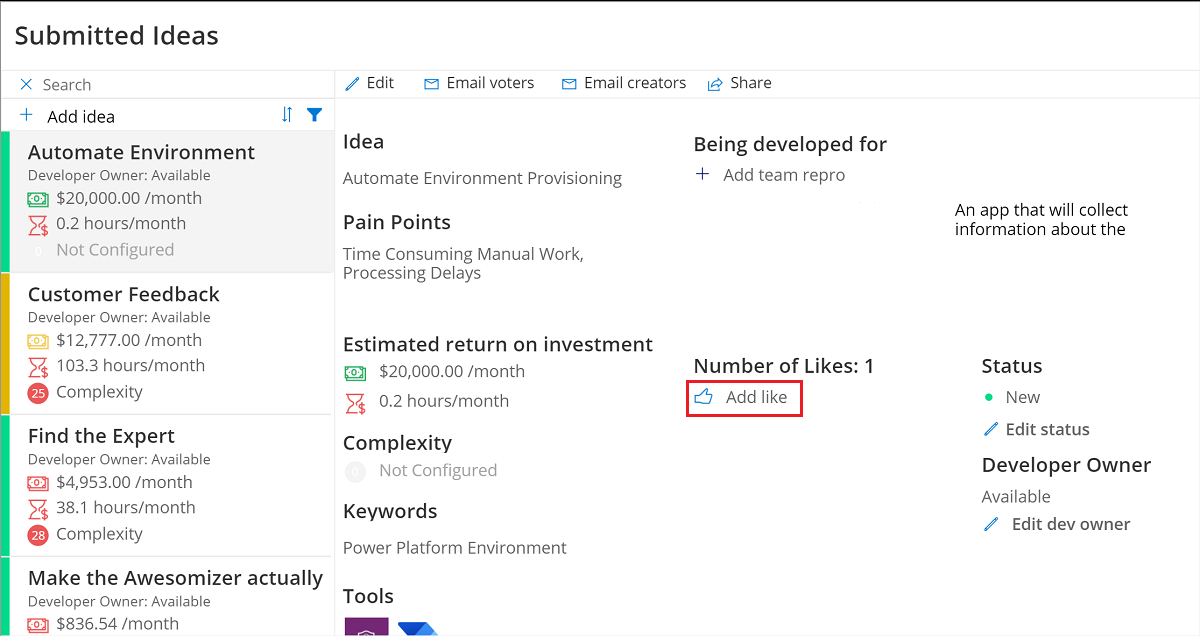 Submitted Ideas
Search
Add idea
Automate Environment
Developer Owner: Available
$20,000.00 /month
0.2 hours/month
0 Not Configured
Customer Feedback
Developer Owner: Available
$12,777.00 /month
103.3 hours/month
25 Complexity
Find the Expert
Developer Owner: Available
$4,953.00 /month
38.1 hours/month
28 Complexity
Make the Awesomizer actually
Developer Owner: Available
$836.54 /month
Edit Email voters Email creators Share
Idea
Automate Environment Provisioning
Pain Points
Time Consuming Manual Work,
Processing Delays
Estimated return on investment
$20,000.00 /month
0.2 hours/month
Complexity
0 Not Configured
Keywords
Power Platform Environment
Tools
Being developed for
Add team repro
An app that will collect
information about the
Number of Likes: 1
Add like
Status
New
Edit status
Developer Owner
Available
Edit dev owner